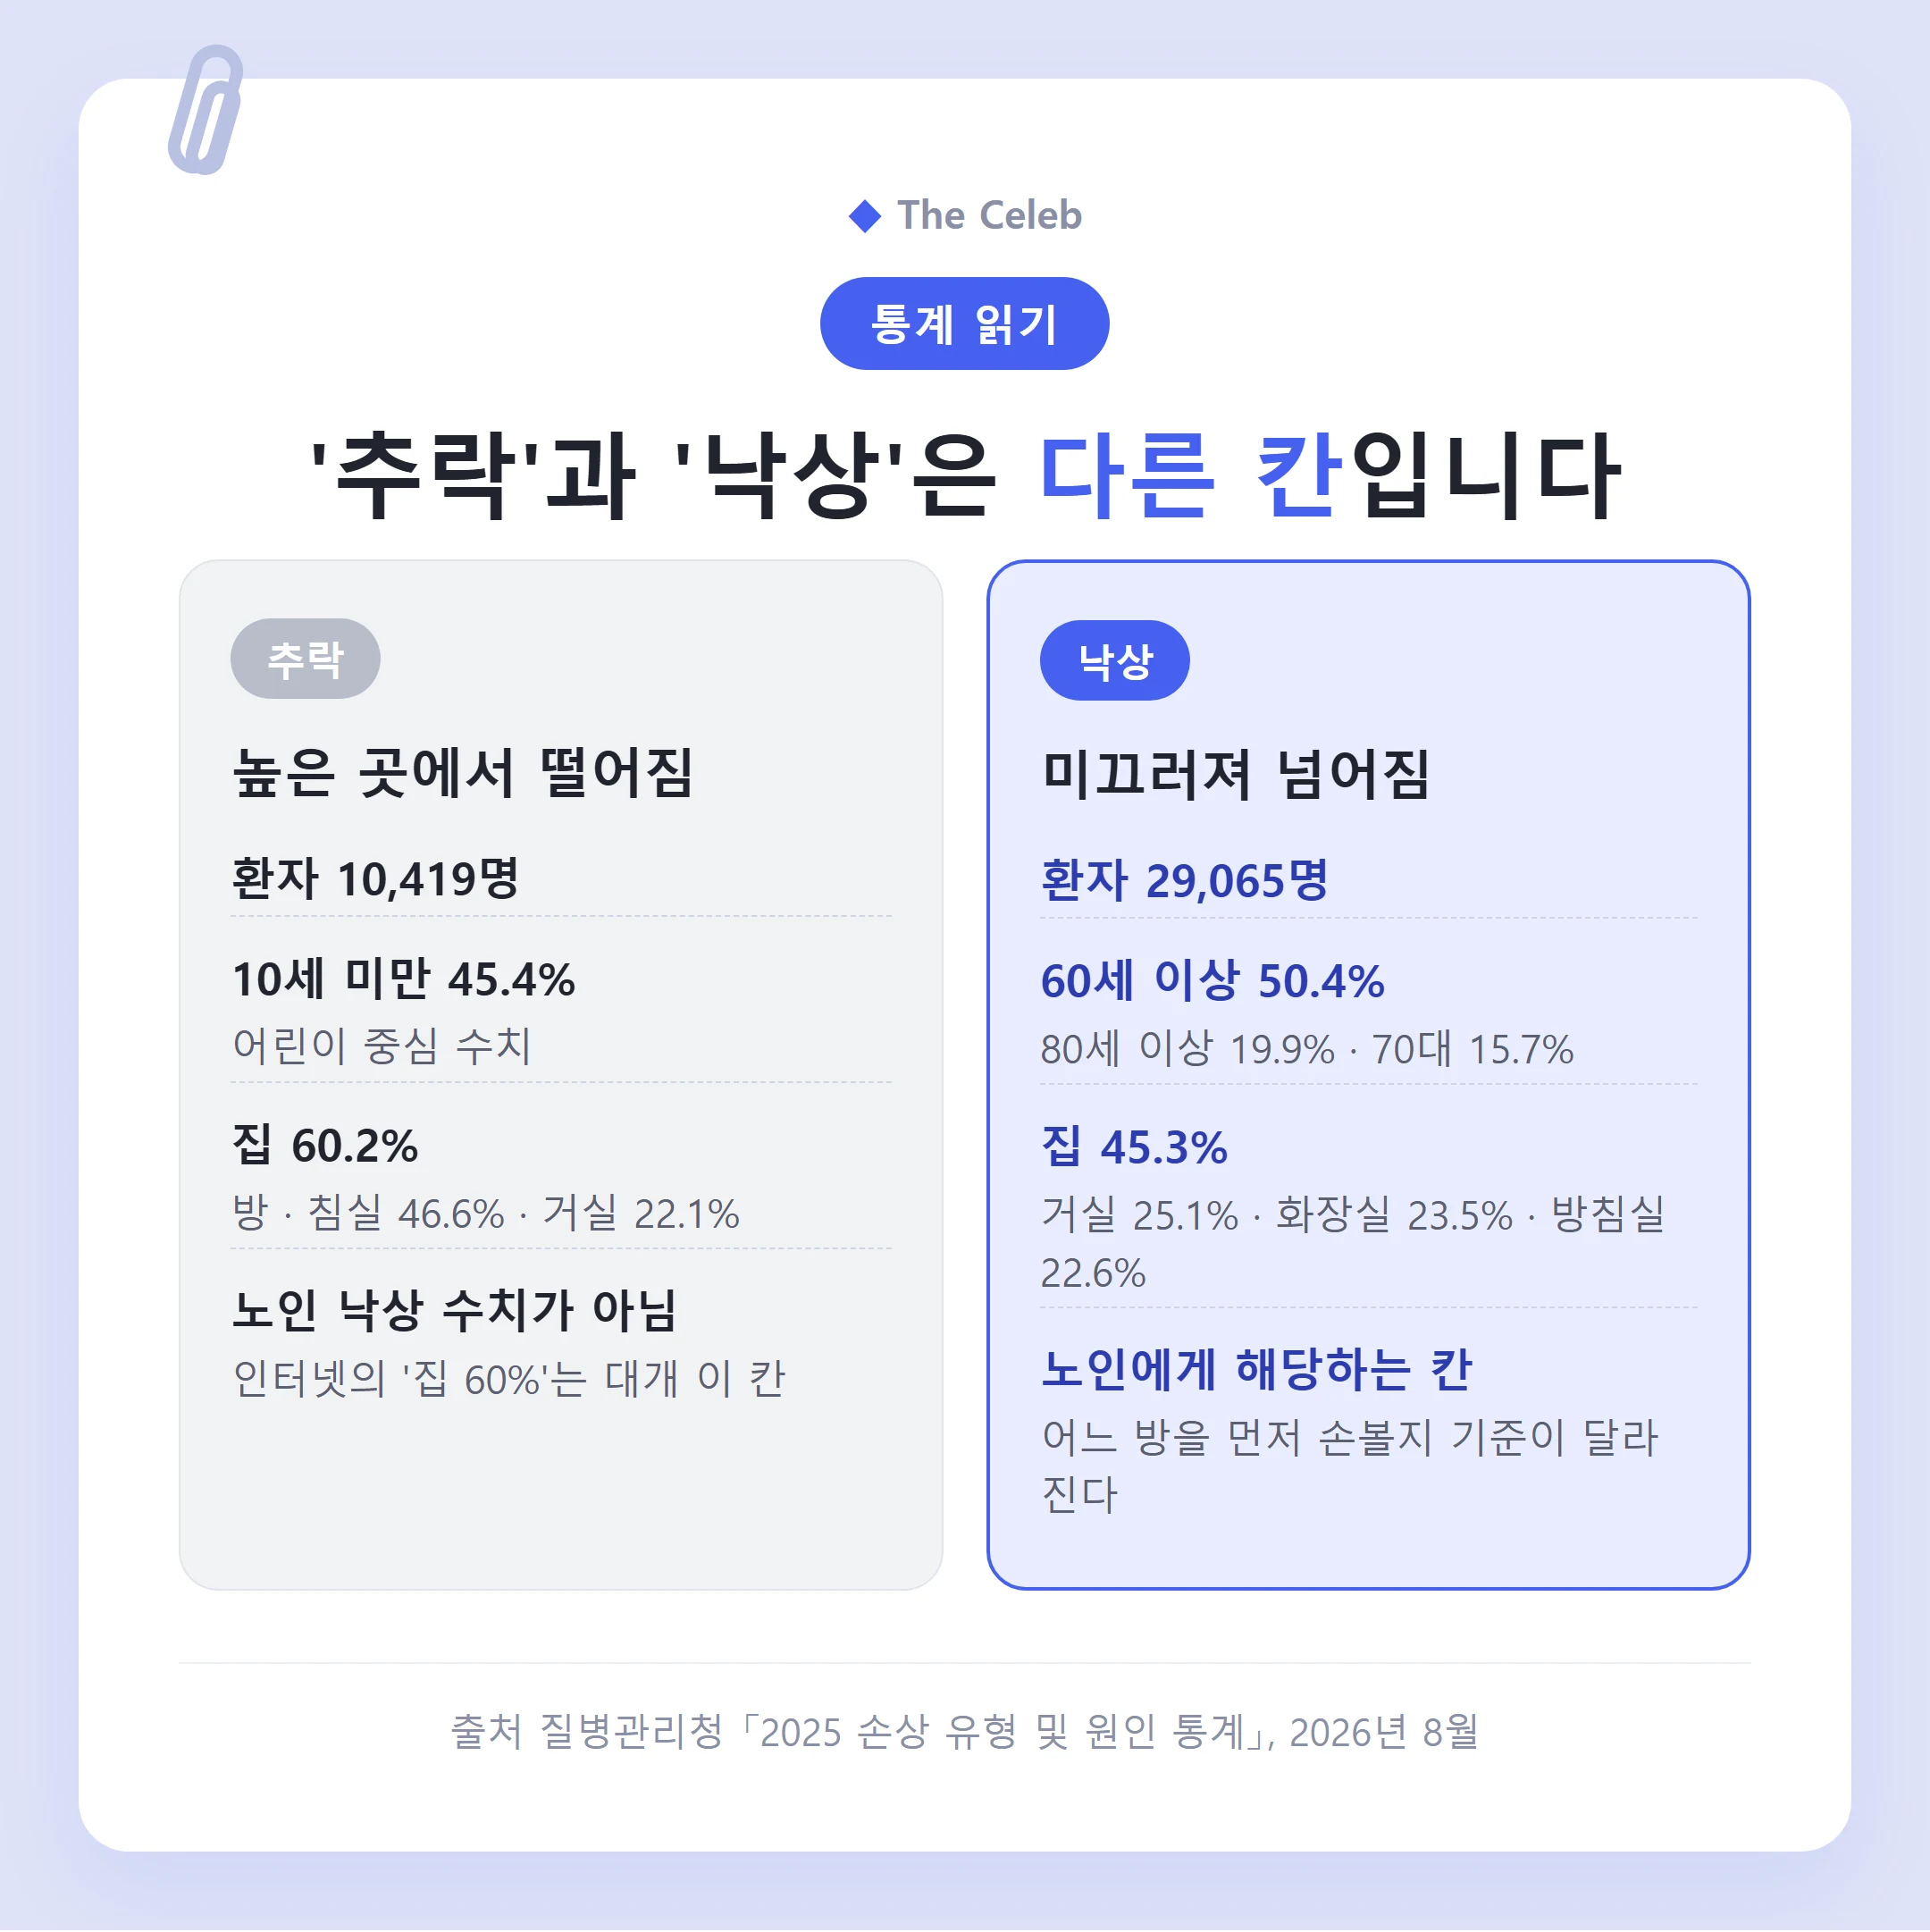 The Celeb
통계 읽기
'추락'과 '낙상'은 다른 칸입니다
추락
높은 곳에서 떨어짐
환자 10,419명
10세 미만 45.4%
어린이 중심 수치
집 60.2%
방 · 침실 46.6% · 거실 22.1%
노인 낙상 수치가 아님
인터넷의 '집 60%'는 대개 이 칸
낙상
미끄러져 넘어짐
환자 29,065명
60세 이상 50.4%
80세 이상 19.9% · 70대 15.7%
집 45.3%
거실 25.1% · 화장실 23.5% · 방침실
22.6%
노인에게 해당하는 칸
어느 방을 먼저 손볼지 기준이 달라
진다
출처 질병관리청 「2025 손상 유형 및 원인 통계」, 2026년 8월